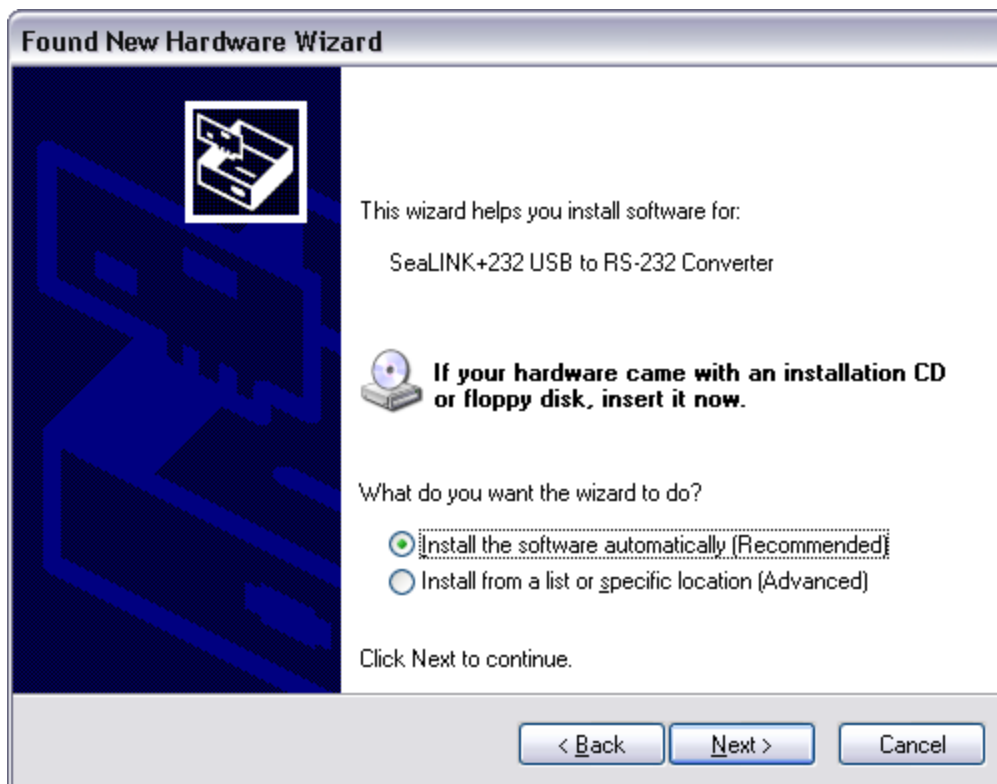 Found New Hardware Wizard
This wizard helps you install software for:
SeaLINK+232 USB to RS-232 Converter
If your hardware came with an installation CD
or floppy disk, insert it now.
What do you want the wizard to do?
Install the software automatically (Recommended)
Install from a list or specific location (Advanced)
Click Next to continue.
< Back Next > Cancel